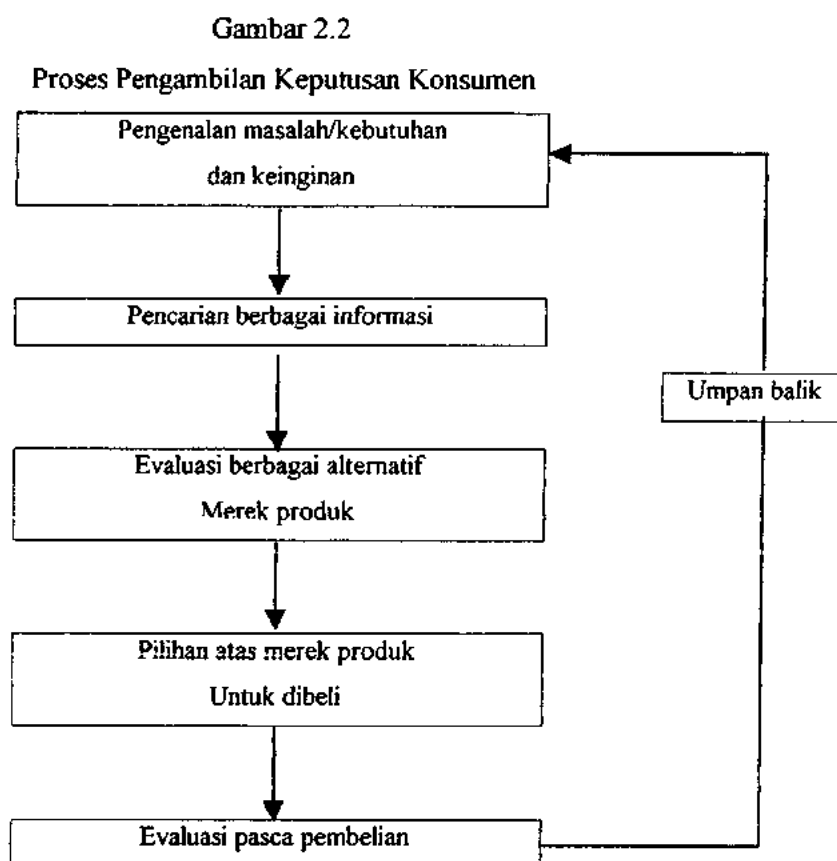 Gambar 2.2
Proses Pengambilan Keputusan Konsumen
Pengenalan masalah/kebutuhan
dan keinginan
Pencarian berbagai informasi
Umpan balik
Evaluasi berbagai alternatif
Merek produk
Pilihan atas merek produk
Untuk dibeli
Evaluasi pasca pembelian